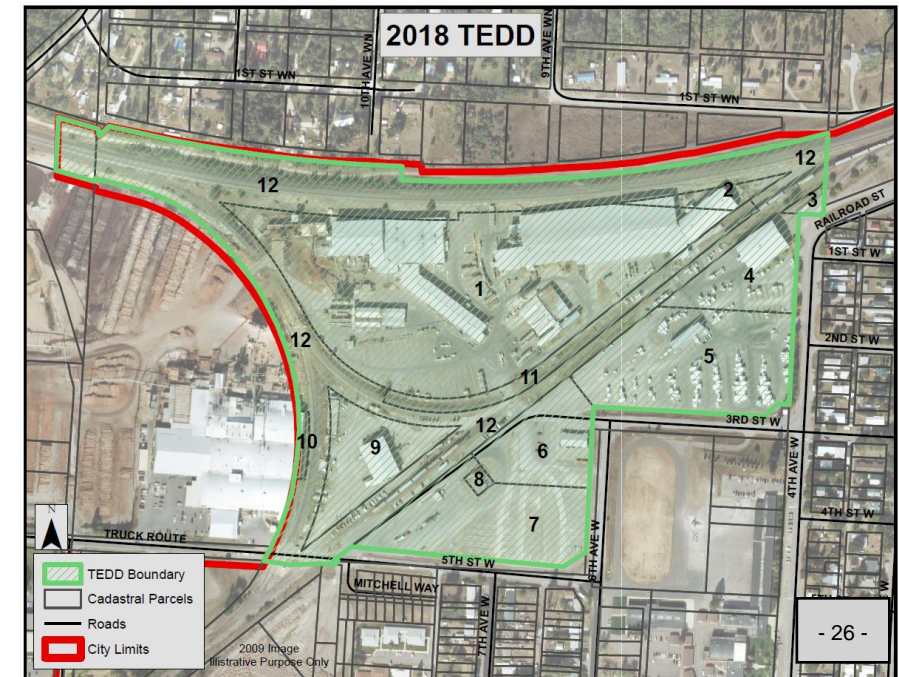 2018 TEDD
10TH AVE WN
9TH AVE WN
1ST ST WN
1ST ST WN
12
12
2
3
RAILROAD ST
1ST ST W
4
1
2ND ST W
12
5
11
3RD ST W
12
10
9
6
8
4TH AVE W
4TH ST W
7
N
TRUCK ROUTE
5TH ST W
MITCHELL WAY
7TH AVE W
TEDD Boundary
Cadastral Parcels
Roads
City Limits
2009 Image
Illustrative Purpose Only
- 26 -